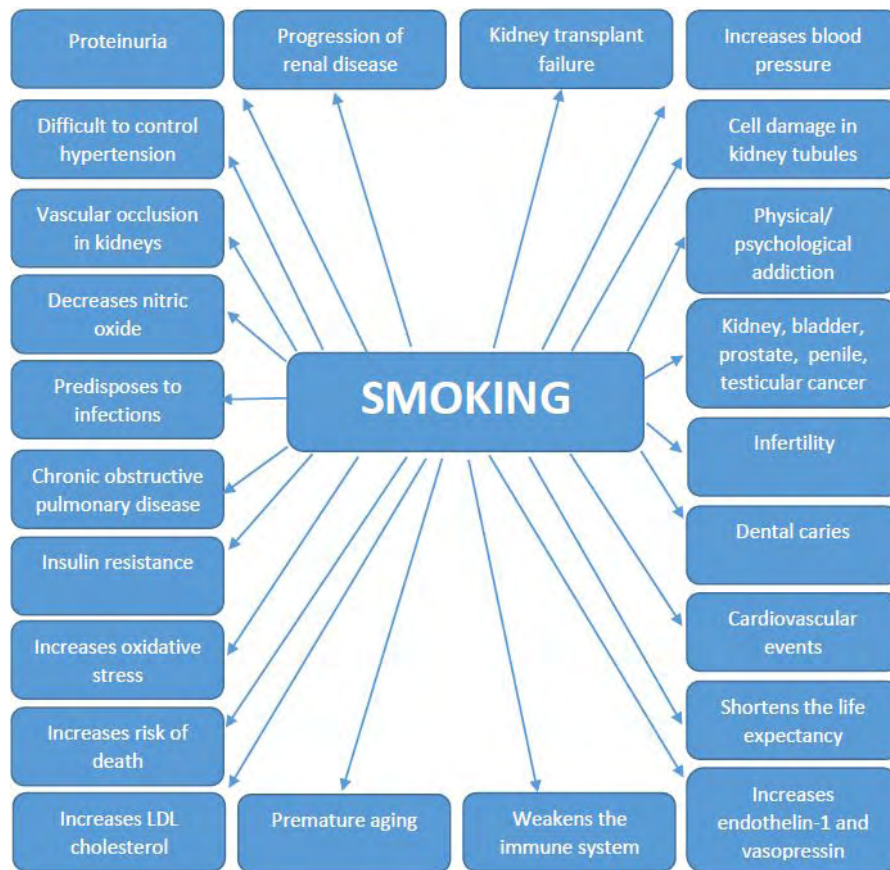 Proteinuria
Progression of
renal disease
Kidney transplant
failure
Increases blood
pressure
Difficult to control
hypertension
Cell damage in
kidney tubules
Vascular occlusion
in kidneys
Physical/
psychological
addiction
Decreases nitric
oxide
Kidney, bladder,
prostate, penile,
testicular cancer
SMOKING
Predisposes to
infections
Infertility
Chronic obstructive
pulmonary disease
Dental caries
Insulin resistance
Cardiovascular
events
Increases oxidative
stress
Shortens the life
expectancy
Increases risk of
death
Increases LDL
cholesterol
Premature aging
Weakens the
immune system
Increases
endothelin-1 and
vasopressin